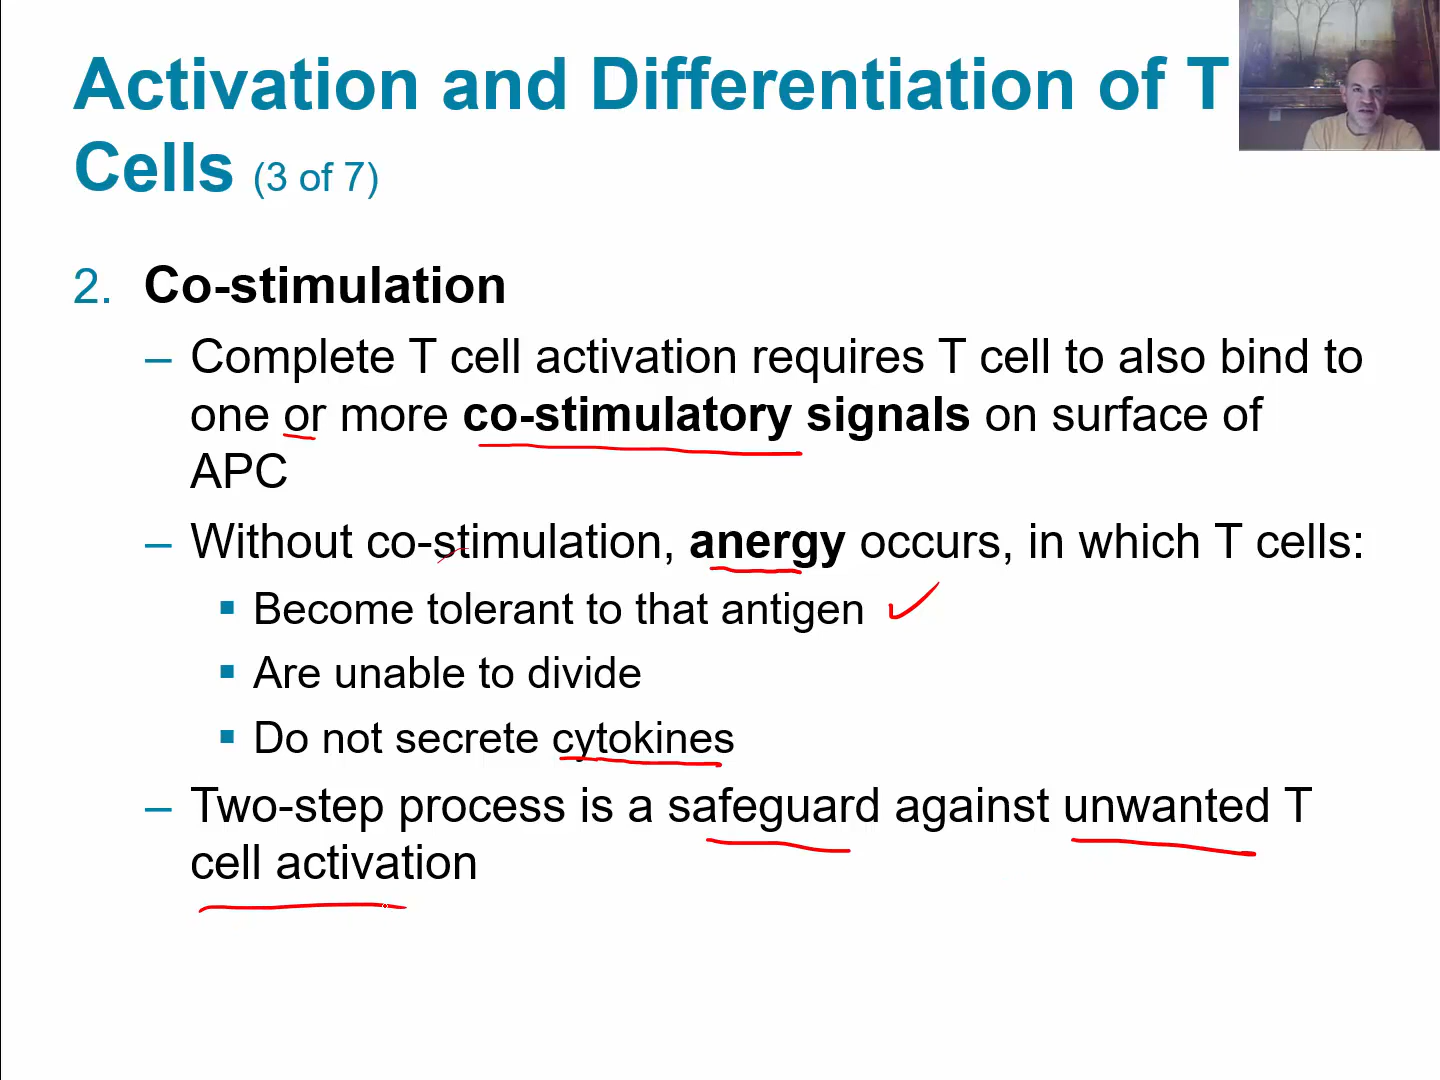 Activation and Differentiation of T
Cells (3 of 7)
2. Co-stimulation
– Complete T cell activation requires T cell to also bind to
one or more co-stimulatory signals on surface of
APC
– Without co-stimulation, anergy occurs, in which T cells:
▪ Become tolerant to that antigen
▪ Are unable to divide
▪ Do not secrete cytokines
– Two-step process is a safeguard against unwanted T
cell activation